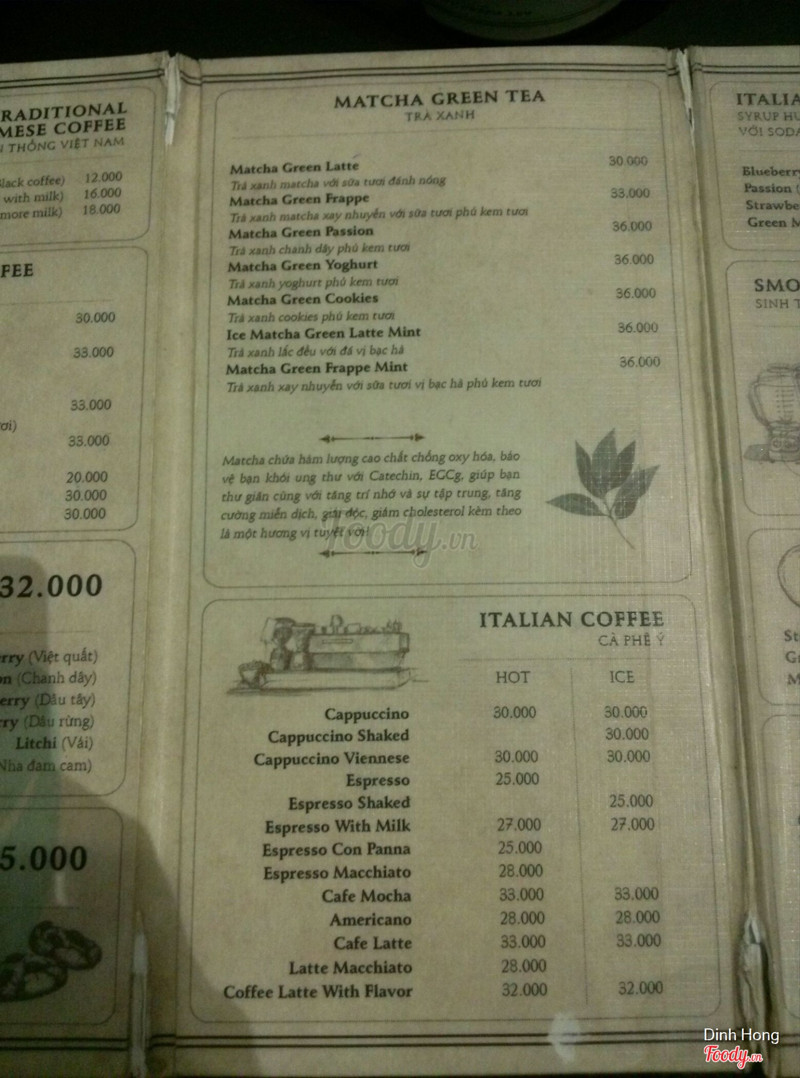 RADITIONAL
MESE COFFEE
THỐNG VIỆT NAM
lack coffee) 12.000
with milk) 16.000
more milk) 18.000
FFEE
30.000
33.000
33.000
ơi)
33.000
20.000
30.000
30.000
32.000
rry (Việt quất)
n (Chanh dây)
erry (Dâu tây)
rry (Dâu rừng)
Litchi (Vải)
Nha đam cam)
5.000
MATCHA GREEN TEA
TRÀ XANH
Matcha Green Latte 30.000
Trà xanh matcha với sữa tươi đánh nóng
Matcha Green Frappe 33.000
Trà xanh matcha xay nhuyễn với sữa tươi phủ kem tươi
Matcha Green Passion 36.000
Trà xanh chanh dây phủ kem tươi
Matcha Green Yoghurt 36.000
Trà xanh yoghurt phủ kem tươi
Matcha Green Cookies 36.000
Trà xanh cookies phủ kem tươi
Ice Matcha Green Latte Mint 36.000
Trà xanh lắc đều với đá vị bạc hà
Matcha Green Frappe Mint 36.000
Trà xanh xay nhuyễn với sữa tươi vị bạc hà phủ kem tươi
Matcha chứa hàm lượng cao chất chống oxy hóa, bảo
vệ bạn khỏi ung thư với Catechin, EGCg, giúp bạn
thư giãn cùng với tăng trí nhớ và sự tập trung, tăng
cường miễn dịch, giải độc, giảm cholesterol kèm theo
là một hương vị tuyệt vời!
Foody.vn
ITALIAN COFFEE
CÀ PHÊ Ý
HOT ICE
Cappuccino 30.000 30.000
Cappuccino Shaked 30.000
Cappuccino Viennese 30.000 30.000
Espresso 25.000
Espresso Shaked 25.000
Espresso With Milk 27.000 27.000
Espresso Con Panna 25.000
Espresso Macchiato 28.000
Cafe Mocha 33.000 33.000
Americano 28.000 28.000
Cafe Latte 33.000 33.000
Latte Macchiato 28.000
Coffee Latte With Flavor 32.000 32.000
ITALIA
SYRUP HƯ
VỚI SODA
Blueberry
Passion (
Strawbe
Green M
SMO
SINH T
St
G
M
Dinh Hong
Foody.vn